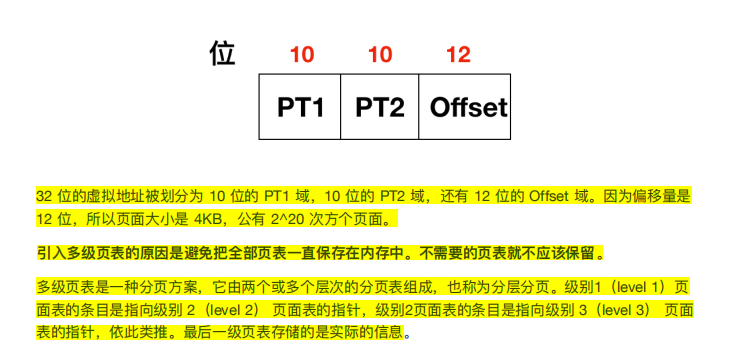 位 10 10 12
PT1 PT2 Offset
32 位的虚拟地址被划分为 10 位的 PT1 域，10 位的 PT2 域，还有 12 位的 Offset 域。因为偏移量是
12 位，所以页面大小是 4KB，公有 2^20 次方个页面。
引入多级页表的原因是避免把全部页表一直保存在内存中。不需要的页表就不应该保留。
多级页表是一种分页方案，它由两个或多个层次的分页表组成，也称为分层分页。级别1（level 1）页
面表的条目是指向级别 2（level 2） 页面表的指针，级别2页面表的条目是指向级别 3（level 3） 页面
表的指针，依此类推。最后一级页表存储的是实际的信息。